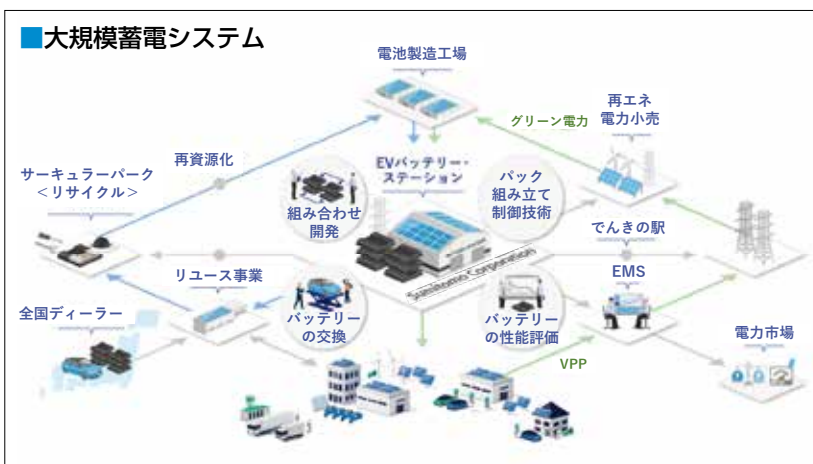 ■大規模蓄電システム
電池製造工場
グリーン電力
再エネ
電力小売
再資源化
サーキュラーパーク
＜リサイクル＞
EVバッテリー・
ステーション
組み合わせ
開発
パック
組み立て
制御技術
でんきの駅
Sumitomo Corporation
リユース事業
EMS
全国ディーラー
バッテリー
の交換
バッテリー
の性能評価
電力市場
VPP